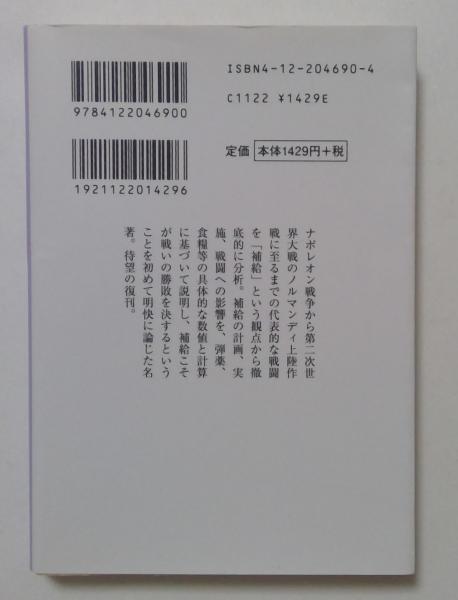 9784122046900
1921122014296
ISBN4-12-204690-4
C1122 ¥1429E
定価 本体1429円+税
ナポレオン戦争から第二次世
界大戦のノルマンディ上陸作
戦に至るまでの代表的な戦闘
を「補給」という観点から徹
底的に分析。補給の計画、実
施、戦闘への影響を、弾薬、
食糧等の具体的な数値と計算
に基づいて説明し、補給こそ
が戦いの勝敗を決するという
ことを初めて明快に論じた名
著。待望の復刊。